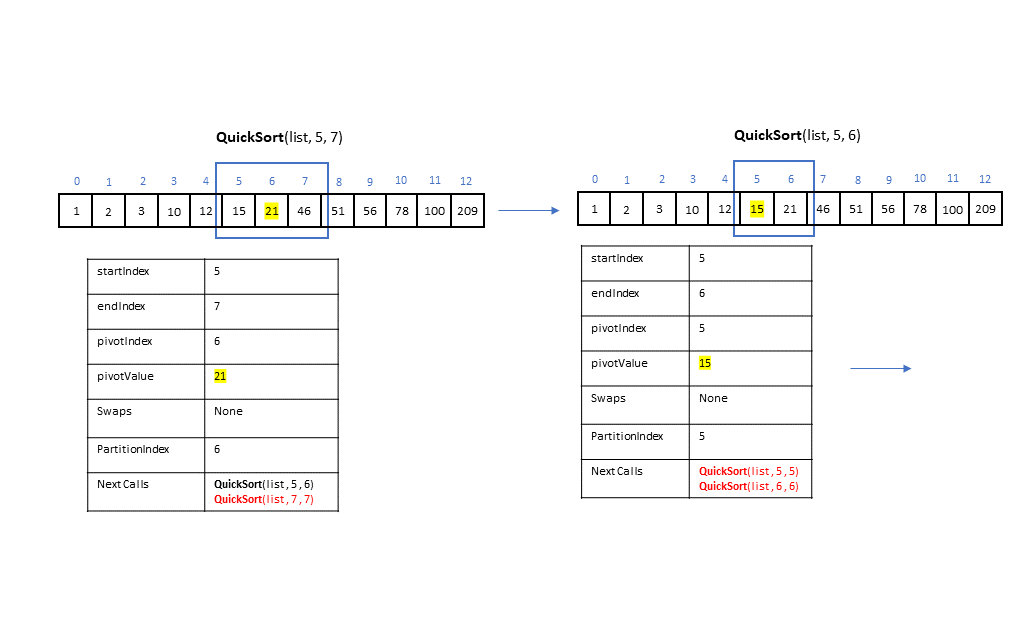 QuickSort(list, 5, 7)
0 1 2 3 4 5 6 7 8 9 10 11 12
1 2 3 10 12 15 21 46 51 56 78 100 209
startIndex 5
endIndex 7
pivotIndex 6
pivotValue 21
Swaps None
PartitionIndex 6
Next Calls QuickSort(list, 5, 6)
QuickSort(list, 7, 7)
QuickSort(list, 5, 6)
0 1 2 3 4 5 6 7 8 9 10 11 12
1 2 3 10 12 15 21 46 51 56 78 100 209
startIndex 5
endIndex 6
pivotIndex 5
pivotValue 15
Swaps None
PartitionIndex 5
Next Calls QuickSort(list, 5, 5)
QuickSort(list, 6, 6)